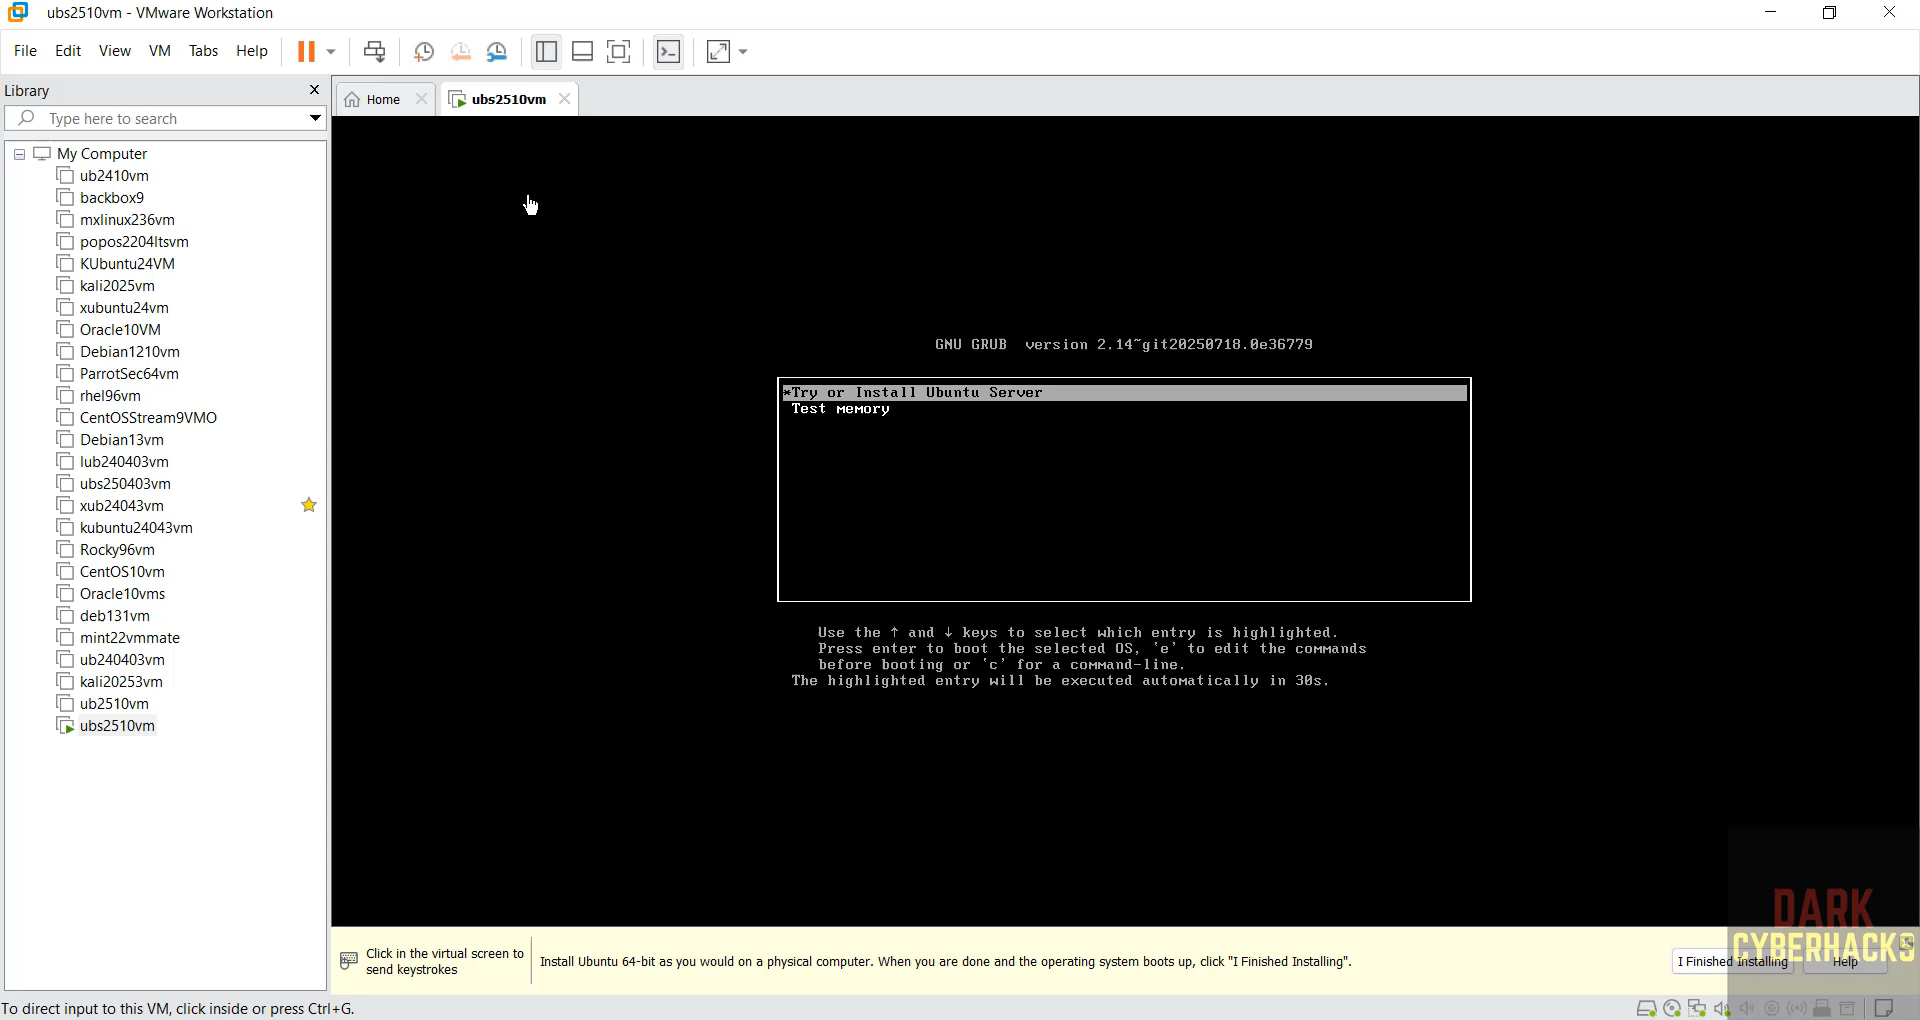 ubs2510vm - VMware Workstation
File Edit View VM Tabs Help
Library
Type here to search
Home
ubs2510vm
My Computer
ub2410vm
backbox9
mxlinux236vm
popos2204ltsvm
KUbuntu24VM
kali2025vm
xubuntu24vm
Oracle10VM
Debian1210vm
ParrotSec64vm
rhel96vm
CentOSStream9VMO
Debian13vm
lub240403vm
ubs250403vm
xub24043vm
kubuntu24043vm
Rocky96vm
CentOS10vm
Oracle10vms
deb131vm
mint22vmmate
ub240403vm
kali20253vm
ub2510vm
ubs2510vm
GNU GRUB version 2.14~git20250718.0e36779
*Try or Install Ubuntu Server
Test memory
Use the ↑ and ↓ keys to select which entry is highlighted.
Press enter to boot the selected OS, `e' to edit the commands
before booting or `c' for a command-line.
The highlighted entry will be executed automatically in 30s.
Click in the virtual screen to
send keystrokes
Install Ubuntu 64-bit as you would on a physical computer. When you are done and the operating system boots up, click "I Finished Installing".
I Finished Installing
Help
DARK
CYBERHACKS
To direct input to this VM, click inside or press Ctrl+G.